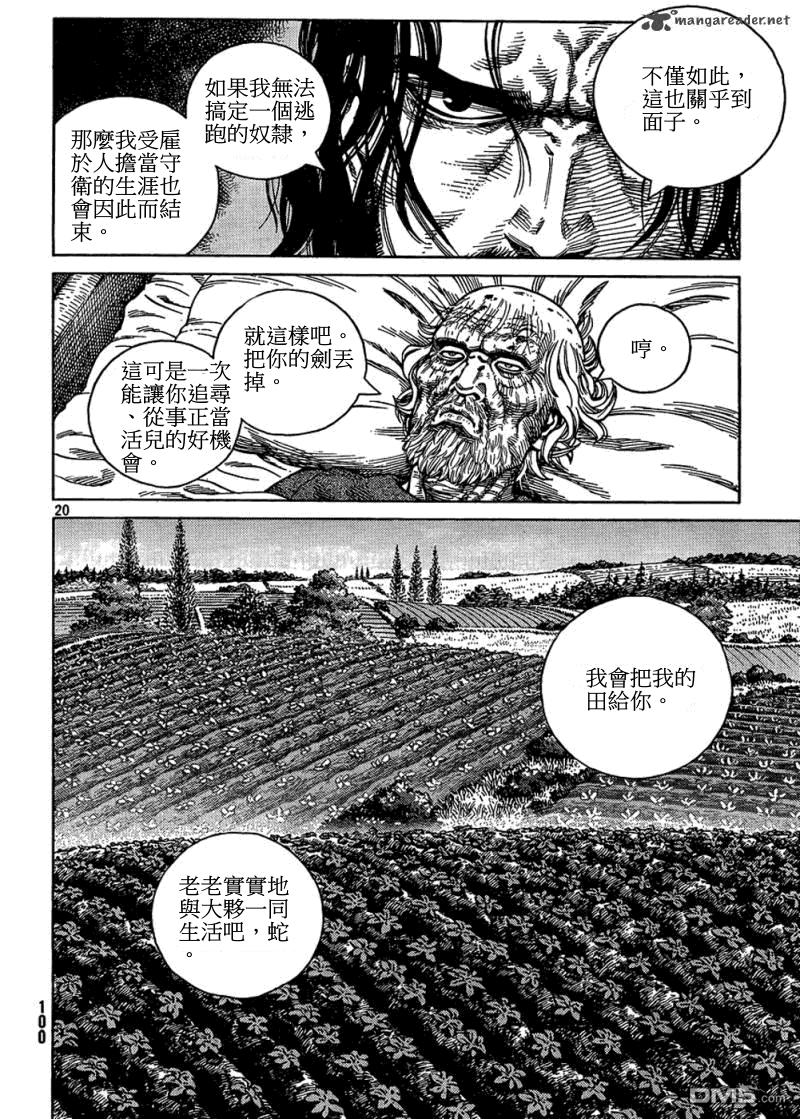 mangareader.net
不僅如此，
這也關乎到
面子。
如果我無法
搞定一個逃
跑的奴隸，
那麼我受雇
於人擔當守
衛的生涯也
會因此而結
束。
哼。
就這樣吧。
把你的劍丟
掉。
這可是一次
能讓你追尋
、從事正當
活兒的好機
會。
20
我會把我的
田給你。
老老實實地
與大夥一同
生活吧，蛇
。
100
DM5.com